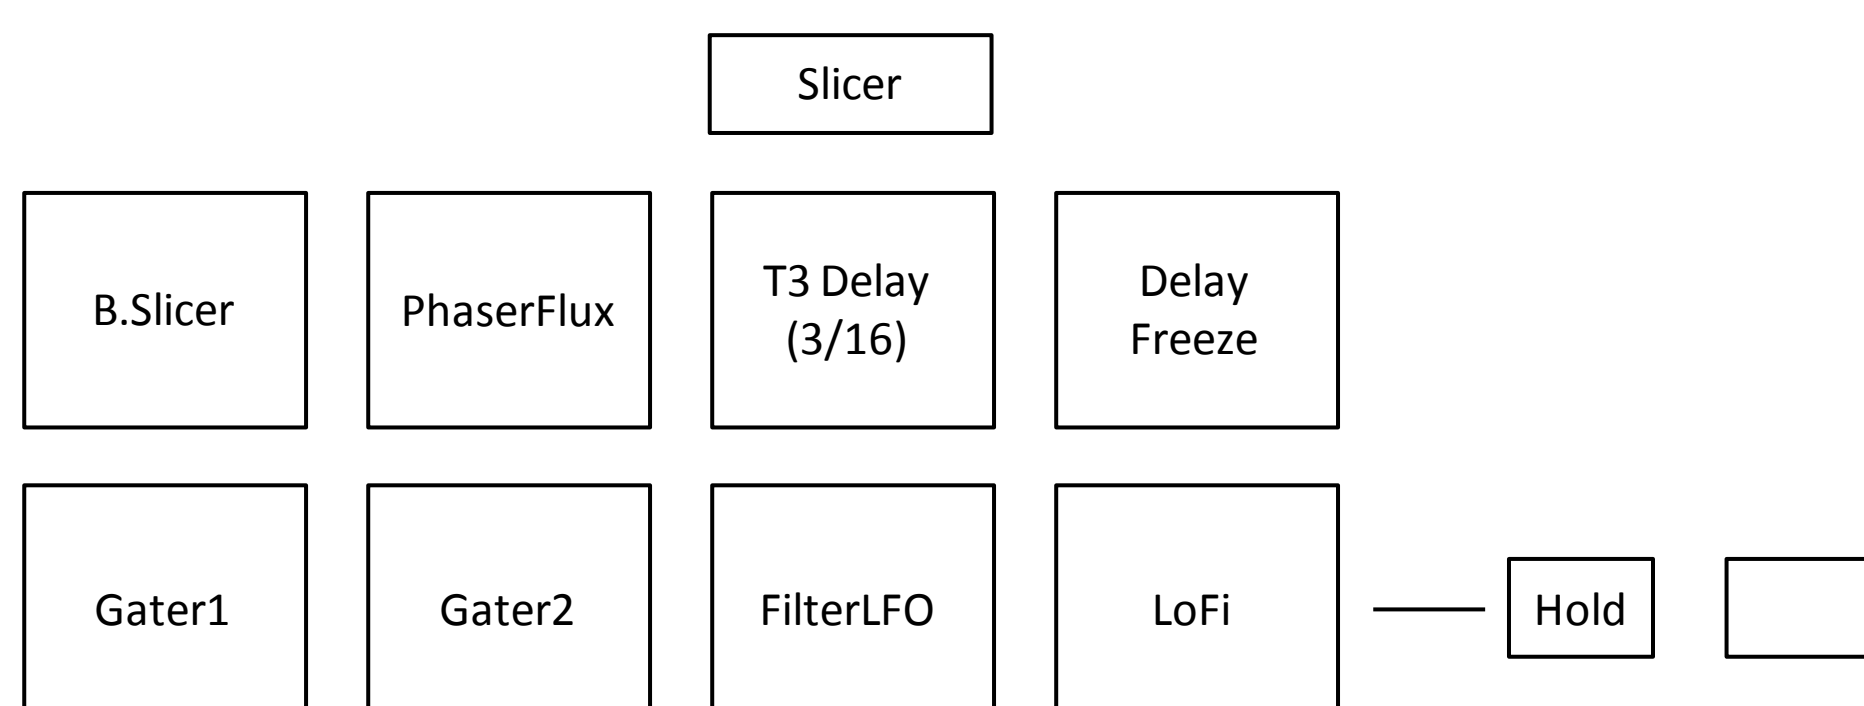 Slicer
B.Slicer
PhaserFlux
T3 Delay
(3/16)
Delay
Freeze
Gater1
Gater2
FilterLFO
LoFi
Hold